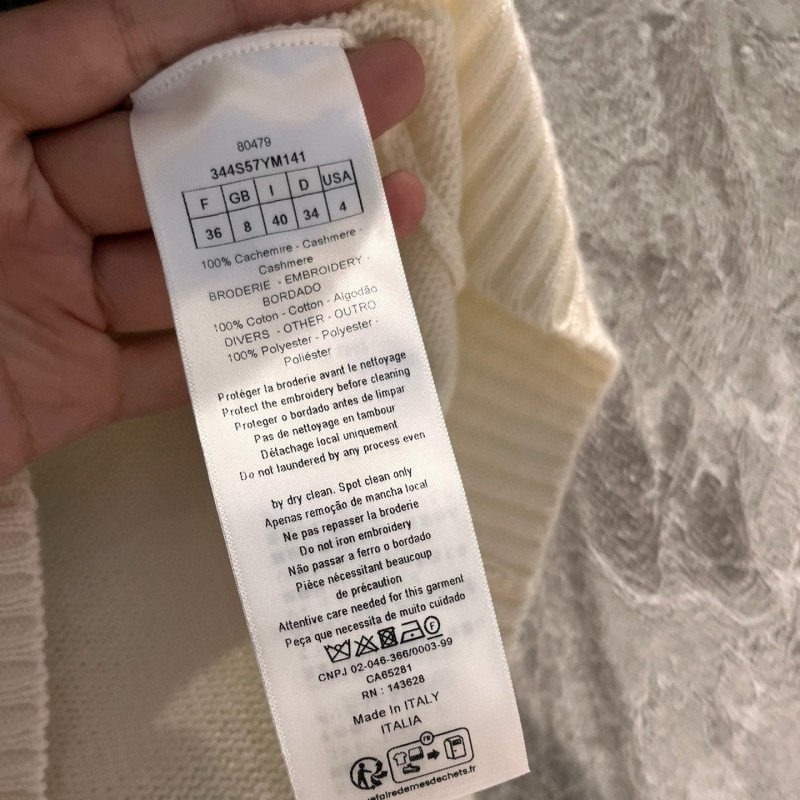 80479
344S57YM141
F GB I D USA
36 8 40 34 4
100% Cachemire - Cashmere -
Cashmere
BRODERIE - EMBROIDERY -
BORDADO
100% Coton - Cotton - Algodão
DIVERS - OTHER - OUTRO
100% Polyester - Polyester -
Poliéster
Protéger la broderie avant le nettoyage
Protect the embroidery before cleaning
Proteger o bordado antes de limpar
Pas de nettoyage en tambour
Détachage local uniquement
Do not laundered by any process even
by dry clean. Spot clean only
Apenas remoção de mancha local
Ne pas repasser la broderie
Do not iron embroidery
Não passar a ferro o bordado
Pièce nécessitant beaucoup
de précaution
Attentive care needed for this garment
Peça que necessita de muito cuidado
F
CNPJ 02-046-366/0003-99
CA65281
RN : 143628
Made In ITALY
ITALIA
FR
uefairedemesdechets.fr